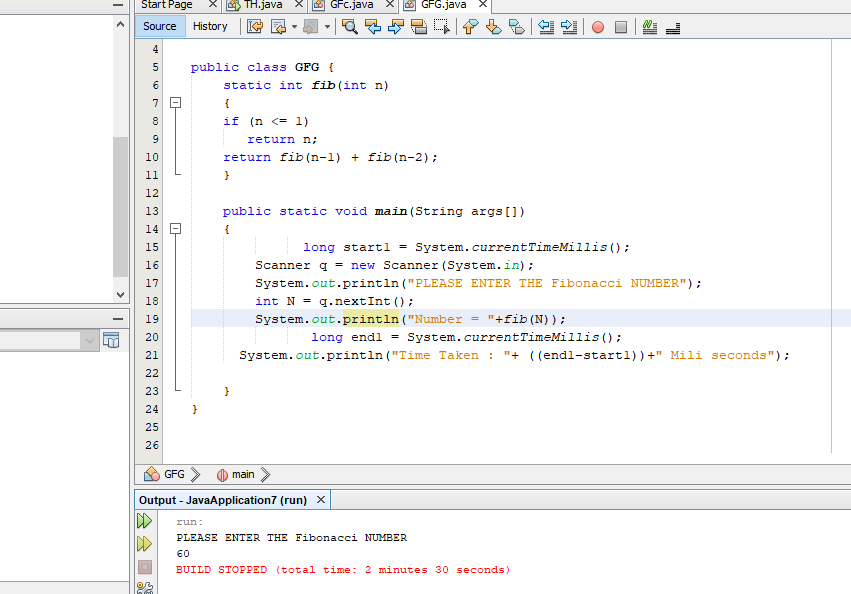 Start Page TH.java GFc.java GFG.java
Source History
4
5 public class GFG {
6 static int fib(int n)
7 {
8 if (n <= 1)
9 return n;
10 return fib(n-1) + fib(n-2);
11 }
12
13 public static void main(String args[])
14 {
15 long start1 = System.currentTimeMillis();
16 Scanner q = new Scanner(System.in);
17 System.out.println("PLEASE ENTER THE Fibonacci NUMBER");
18 int N = q.nextInt();
19 System.out.println("Number = "+fib(N));
20 long end1 = System.currentTimeMillis();
21 System.out.println("Time Taken : "+ ((end1-start1))+" Mili seconds");
22
23 }
24 }
25
26
GFG main
Output - JavaApplication7 (run)
run:
PLEASE ENTER THE Fibonacci NUMBER
60
BUILD STOPPED (total time: 2 minutes 30 seconds)